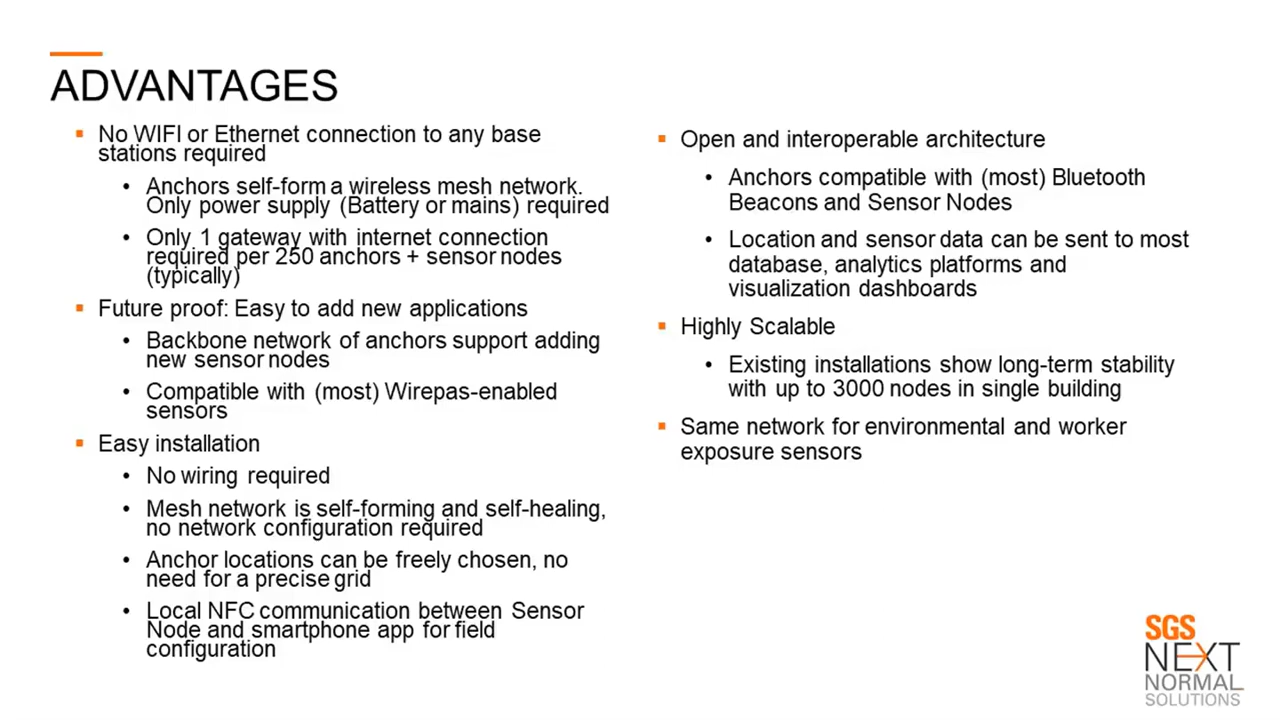 ADVANTAGES
▪ No WIFI or Ethernet connection to any base
stations required
• Anchors self-form a wireless mesh network.
Only power supply (Battery or mains) required
• Only 1 gateway with internet connection
required per 250 anchors + sensor nodes
(typically)
▪ Future proof: Easy to add new applications
• Backbone network of anchors support adding
new sensor nodes
• Compatible with (most) Wirepas-enabled
sensors
▪ Easy installation
• No wiring required
• Mesh network is self-forming and self-healing,
no network configuration required
• Anchor locations can be freely chosen, no
need for a precise grid
• Local NFC communication between Sensor
Node and smartphone app for field
configuration
▪ Open and interoperable architecture
• Anchors compatible with (most) Bluetooth
Beacons and Sensor Nodes
• Location and sensor data can be sent to most
database, analytics platforms and
visualization dashboards
▪ Highly Scalable
• Existing installations show long-term stability
with up to 3000 nodes in single building
▪ Same network for environmental and worker
exposure sensors
SGS
NEXT
NORMAL
SOLUTIONS